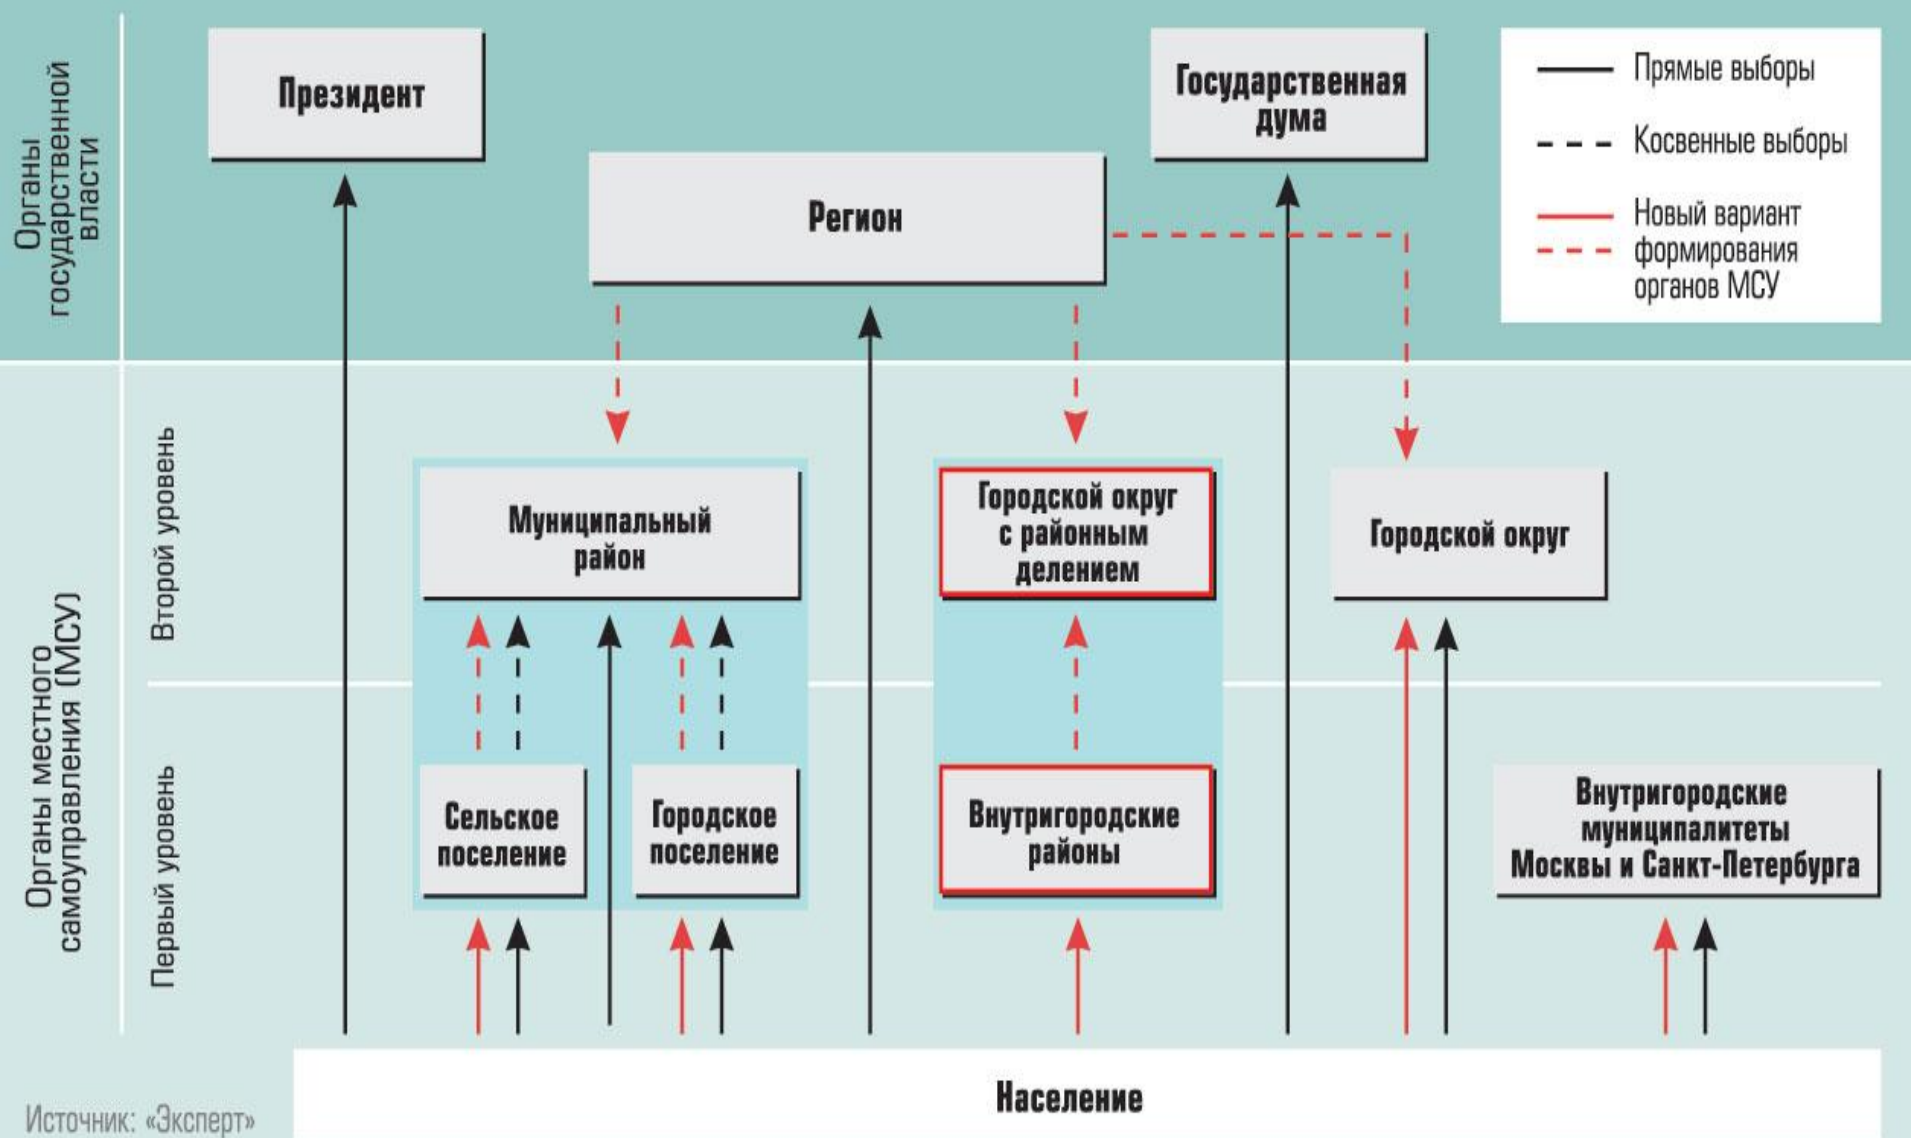 Органы
государственной
власти
Президент
Регион
Государственная
дума
Прямые выборы
Косвенные выборы
Новый вариант
формирования
органов МСУ
Органы местного
самоуправления (МСУ)
Второй уровень
Муниципальный
район
Городской округ
с районным
делением
Городской округ
Первый уровень
Сельское
поселение
Городское
поселение
Внутригородские
районы
Внутригородские
муниципалитеты
Москвы и Санкт-Петербурга
Население
Источник: «Эксперт»